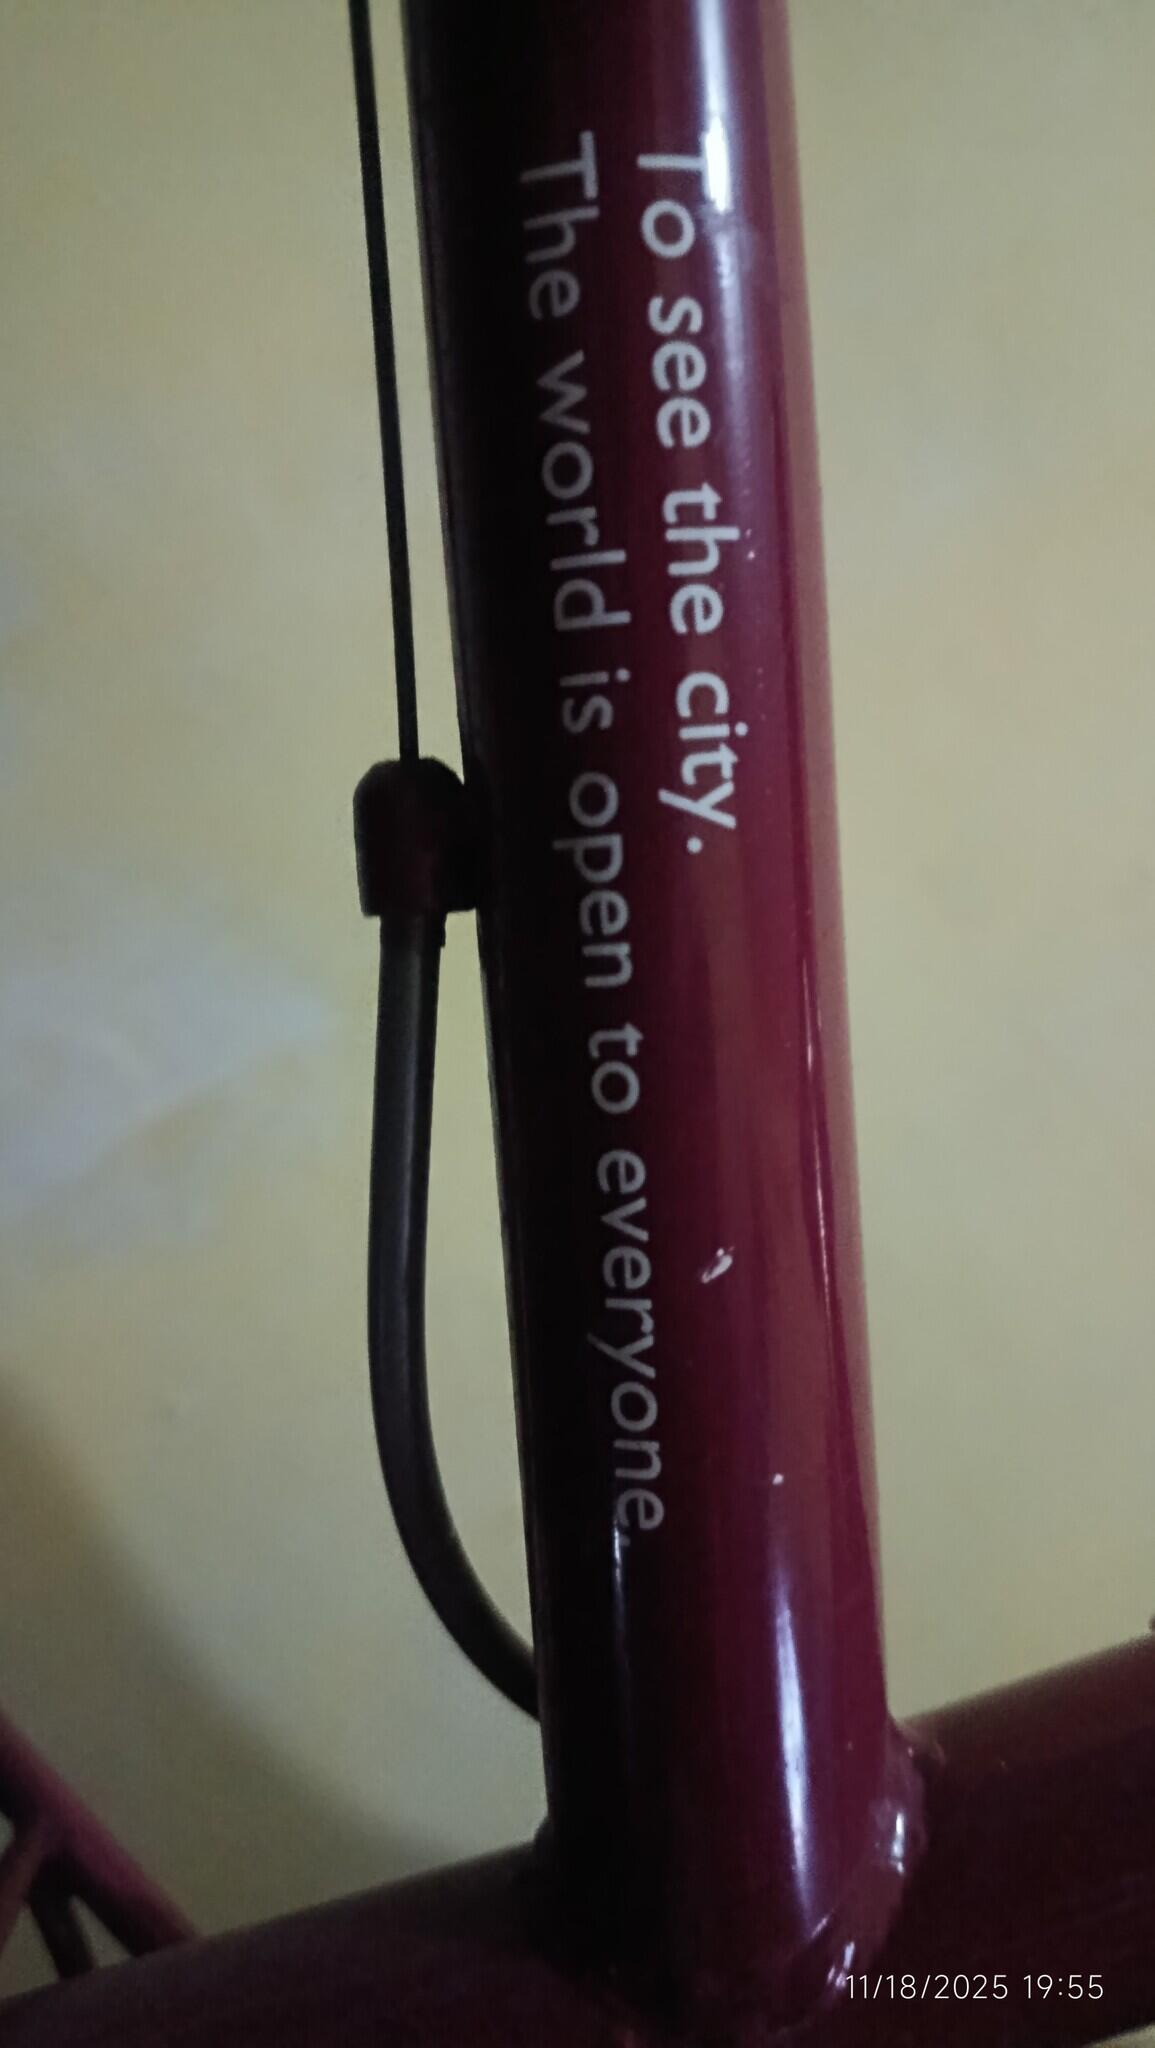 To see the city.
The world is open to everyone.
11/18/2025 19:55